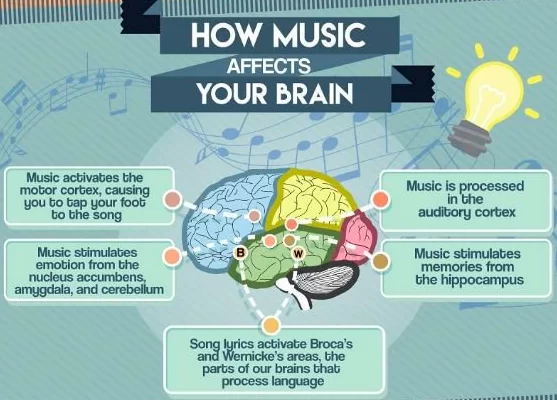 HOW MUSIC
AFFECTS
YOUR BRAIN
Music activates the
motor cortex, causing
you to tap your foot
to the song
Music is processed
in the
auditory cortex
Music stimulates
emotion from the
nucleus accumbens,
amygdala, and cerebellum
B
W
Music stimulates
memories from
the hippocampus
Song lyrics activate Broca's
and Wernicke's areas, the
parts of our brains that
process language